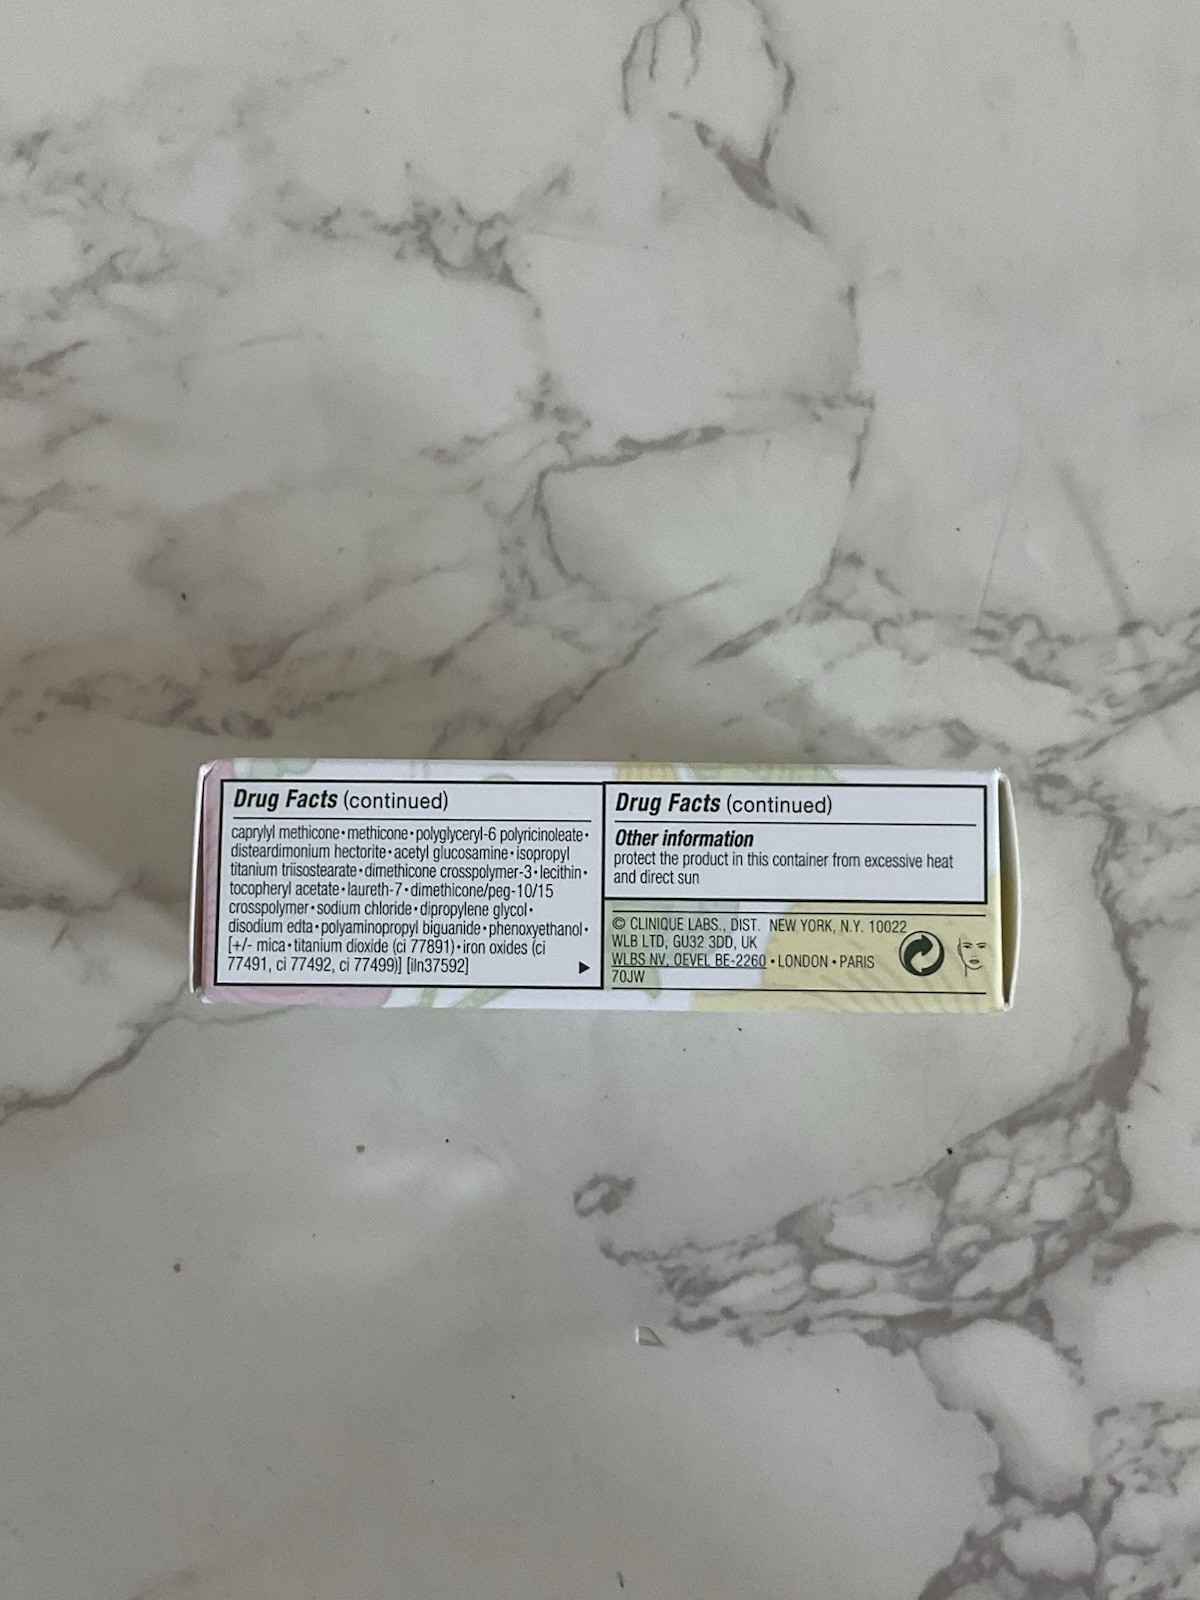 Drug Facts (continued)
caprylyl methicone • methicone • polyglyceryl-6 polyricinoleate •
disteardimonium hectorite • acetyl glucosamine • isopropyl
titanium triisostearate • dimethicone crosspolymer-3 • lecithin •
tocopheryl acetate • laureth-7 • dimethicone/peg-10/15
crosspolymer • sodium chloride • dipropylene glycol •
disodium edta • polyaminopropyl biguanide • phenoxyethanol •
[+/- mica • titanium dioxide (ci 77891) • iron oxides (ci
77491, ci 77492, ci 77499)] [iln37592]
Drug Facts (continued)
Other information
protect the product in this container from excessive heat
and direct sun
© CLINIQUE LABS., DIST. NEW YORK, N.Y. 10022
WLB LTD, GU32 3DD, UK
WLBS NV, OEVEL BE-2260 • LONDON • PARIS
70JW